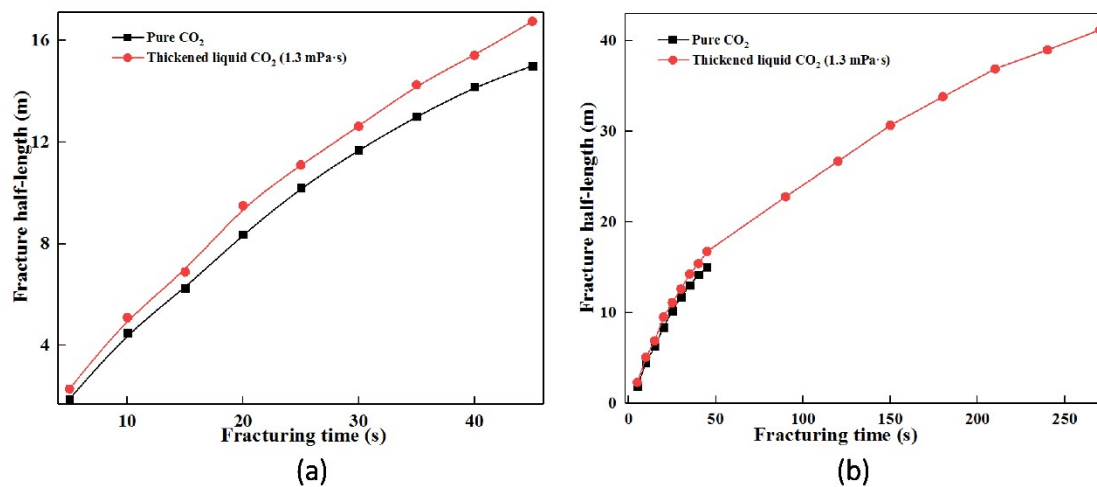 16
12
8
4
10
20
30
40
Fracture half-length (m)
Fracturing time (s)
Pure CO₂
Thickened liquid CO₂ (1.3 mPa·s)
(a)
40
30
20
10
0
0
50
100
150
200
250
Fracture half-length (m)
Fracturing time (s)
Pure CO₂
Thickened liquid CO₂ (1.3 mPa·s)
(b)